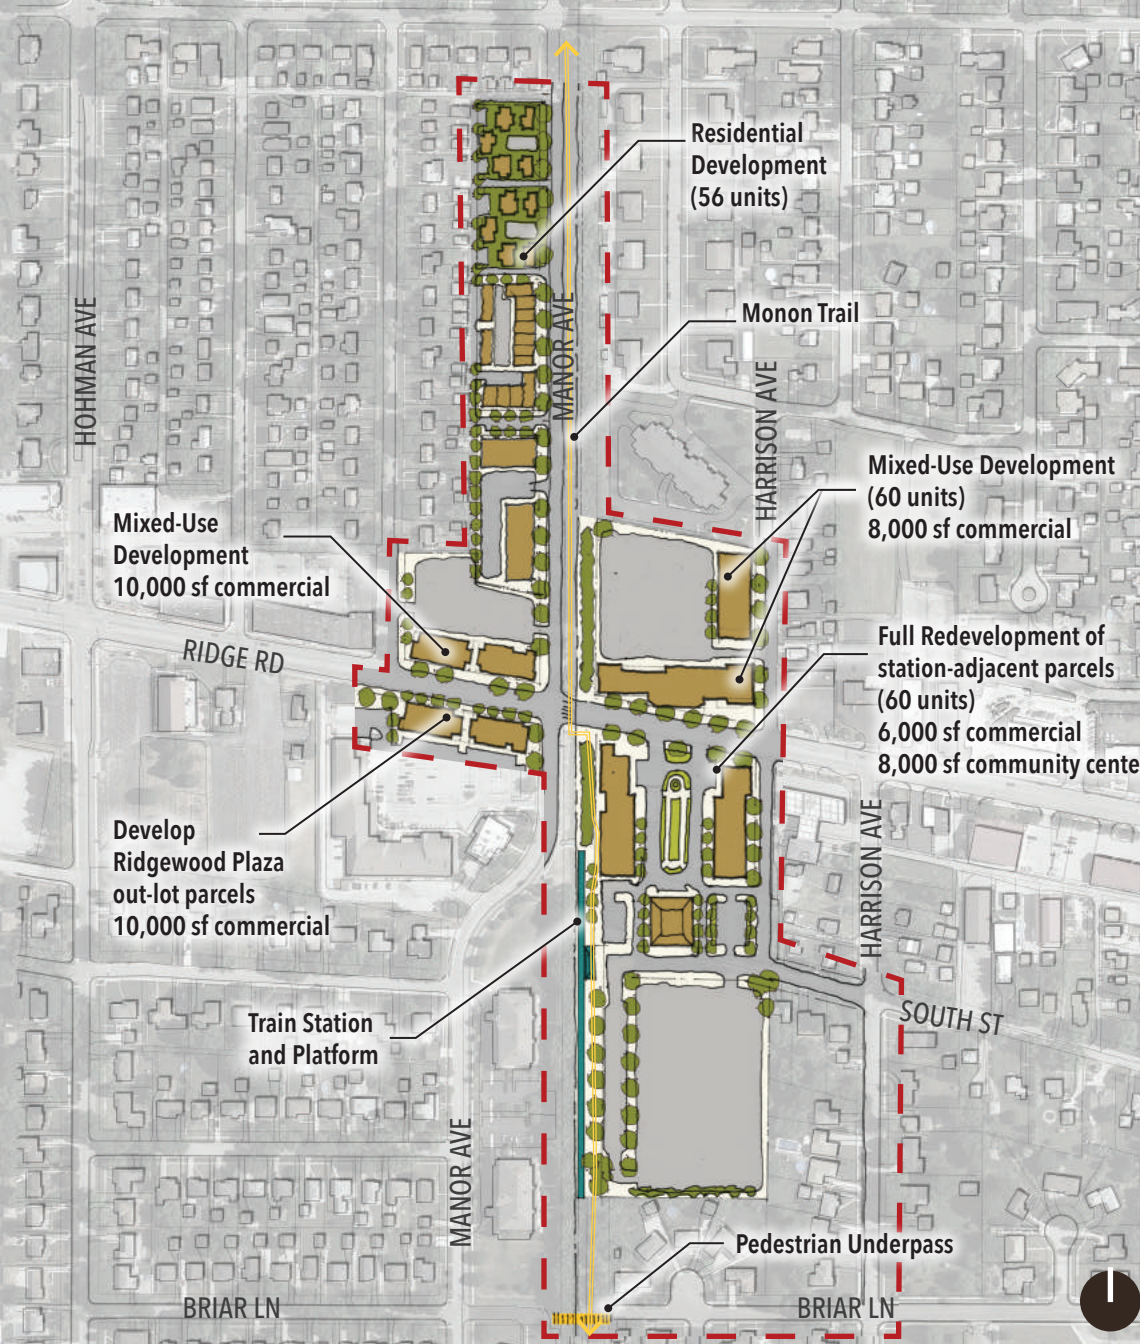 Residential
Development
(56 units)
Monon Trail
HOHMAN AVE
MANOR AVE
HARRISON AVE
Mixed-Use Development
(60 units)
8,000 sf commercial
Mixed-Use
Development
10,000 sf commercial
RIDGE RD
Full Redevelopment of
station-adjacent parcels
(60 units)
6,000 sf commercial
8,000 sf community cente
Develop
Ridgewood Plaza
out-lot parcels
10,000 sf commercial
HARRISON AVE
Train Station
and Platform
SOUTH ST
MANOR AVE
Pedestrian Underpass
BRIAR LN
BRIAR LN